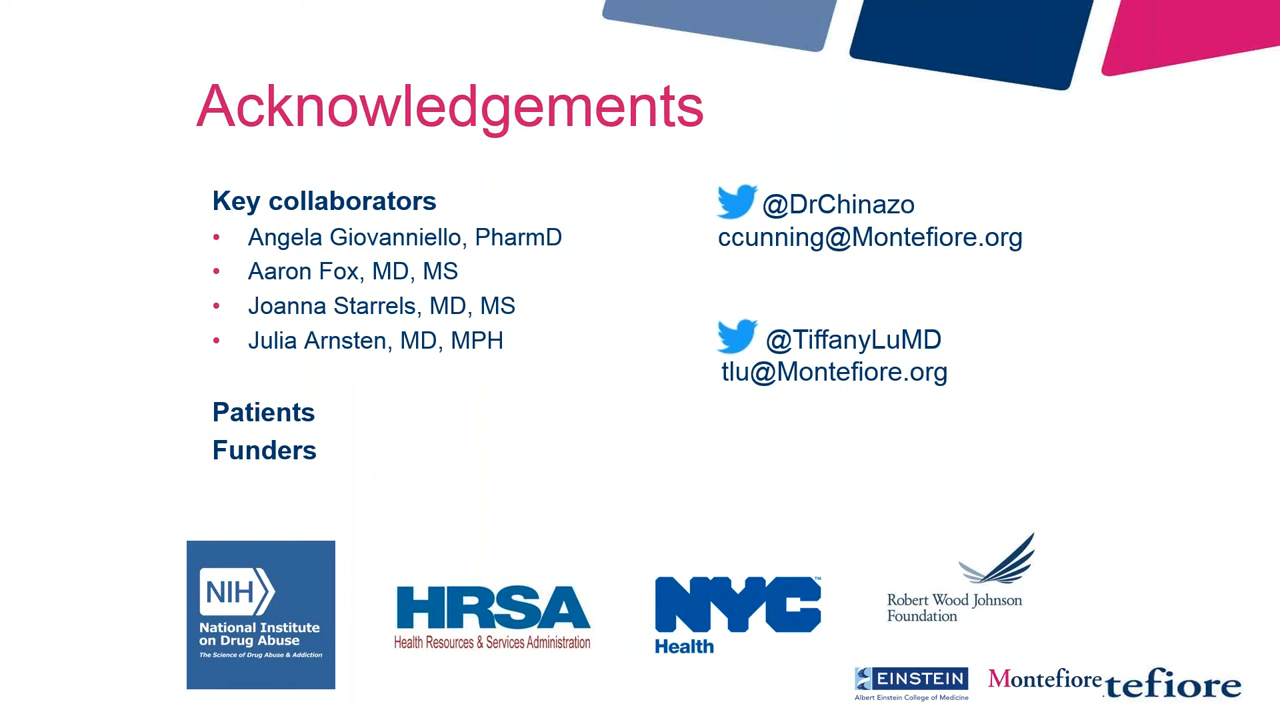 Acknowledgements
Key collaborators
• Angela Giovanniello, PharmD
• Aaron Fox, MD, MS
• Joanna Starrels, MD, MS
• Julia Arnsten, MD, MPH
Patients
Funders
@DrChinazo
ccunning@Montefiore.org
@TiffanyLuMD
tlu@Montefiore.org
NIH
National Institute
on Drug Abuse
The Science of Drug Abuse & Addiction
HRSA
Health Resources & Services Administration
NYC™
Health
Robert Wood Johnson
Foundation
EINSTEIN
Albert Einstein College of Medicine
Montefiore
tefiore